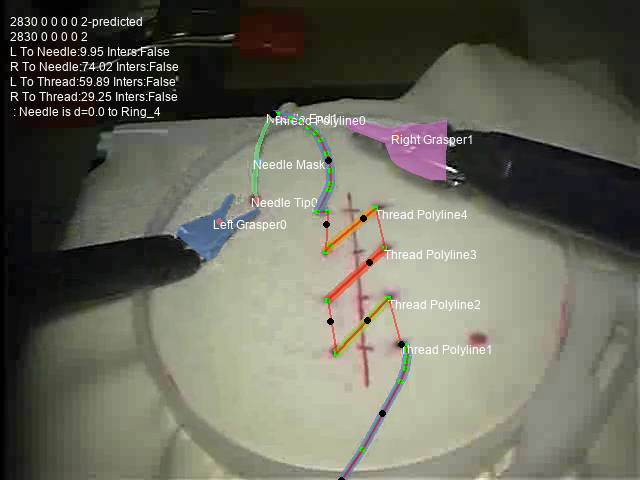 2830 0 0 0 0 2-predicted
2830 0 0 0 0 2
L To Needle:9.95 Inters:False
R To Needle:74.02 Inters:False
L To Thread:59.89 Inters:False
R To Thread:29.25 Inters:False
: Needle is d=0.0 to Ring_4
Thread Polyline0
Right Grasper1
Needle Mask
Needle Tip0
Thread Polyline4
Left Grasper0
Thread Polyline3
Thread Polyline2
Thread Polyline1